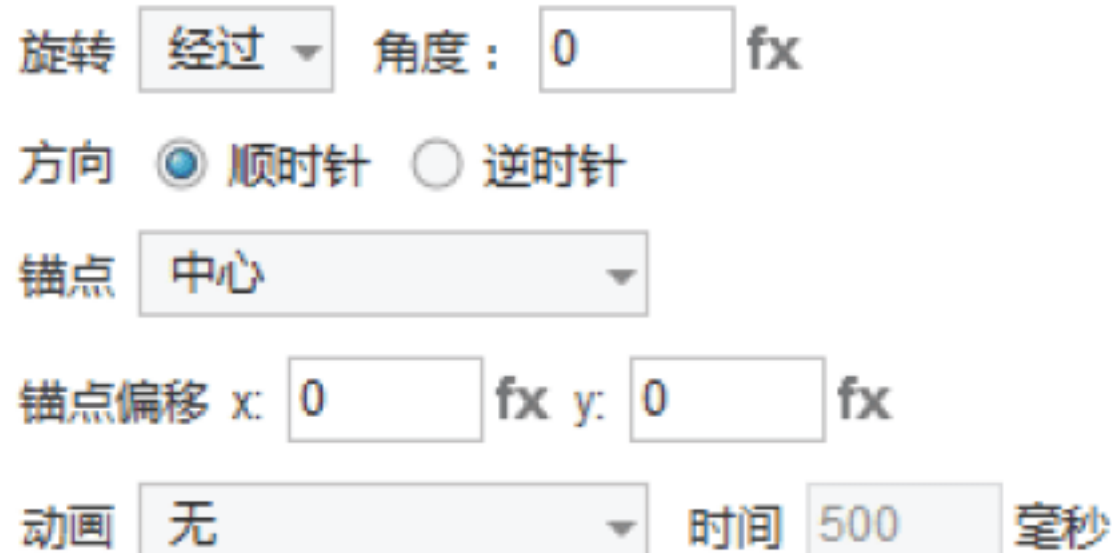 旋转 经过 角度： 0 fx
方向 顺时针 逆时针
锚点 中心
锚点偏移 x: 0 fx y: 0 fx
动画 无 时间 500 毫秒